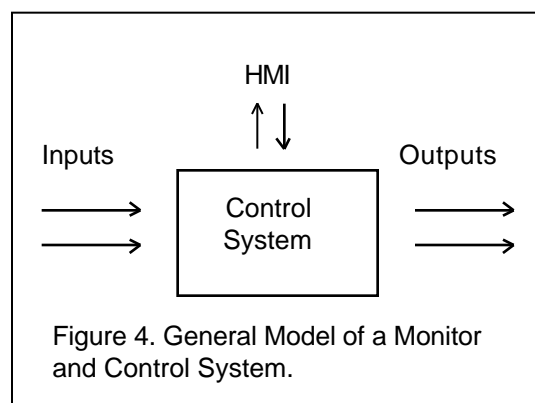 HMI
Inputs
Outputs
Control
System
Figure 4. General Model of a Monitor
and Control System.